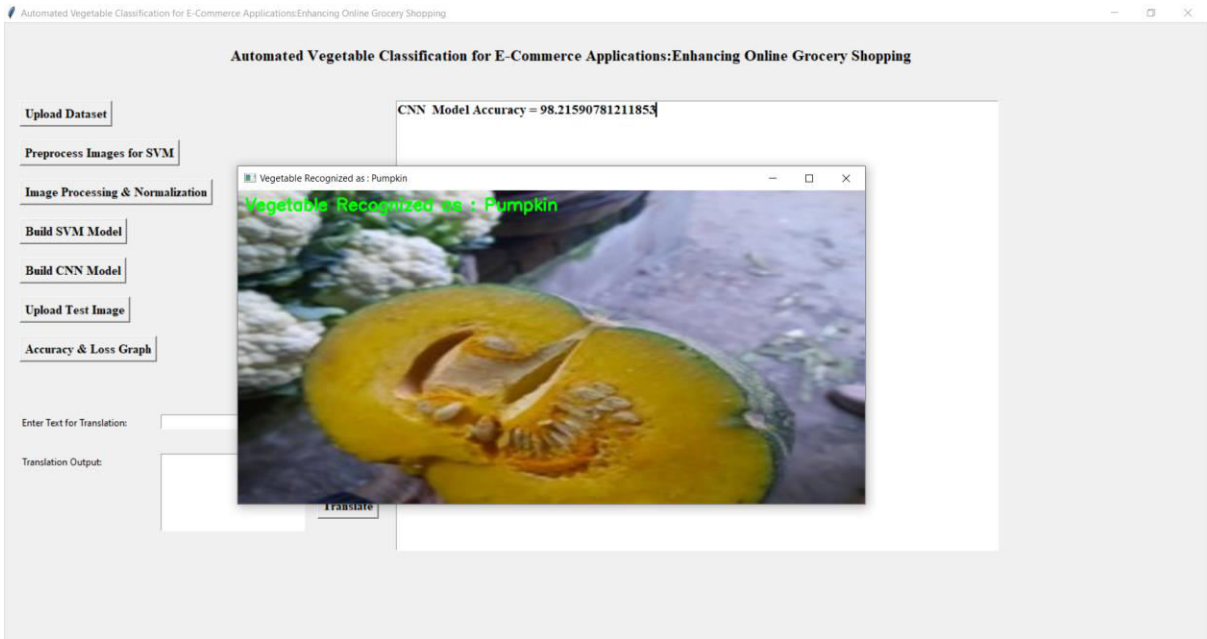 Automated Vegetable Classification for E-Commerce Applications:Enhancing Online Grocery Shopping
Automated Vegetable Classification for E-Commerce Applications:Enhancing Online Grocery Shopping
Upload Dataset
CNN Model Accuracy = 98.21590781211853
Preprocess Images for SVM
Vegetable Recognized as : Pumpkin
Image Processing & Normalization
Vegetable Recognized as : Pumpkin
Build SVM Model
Build CNN Model
Upload Test Image
Accuracy & Loss Graph
Enter Text for Translation:
Translation Output:
Translate